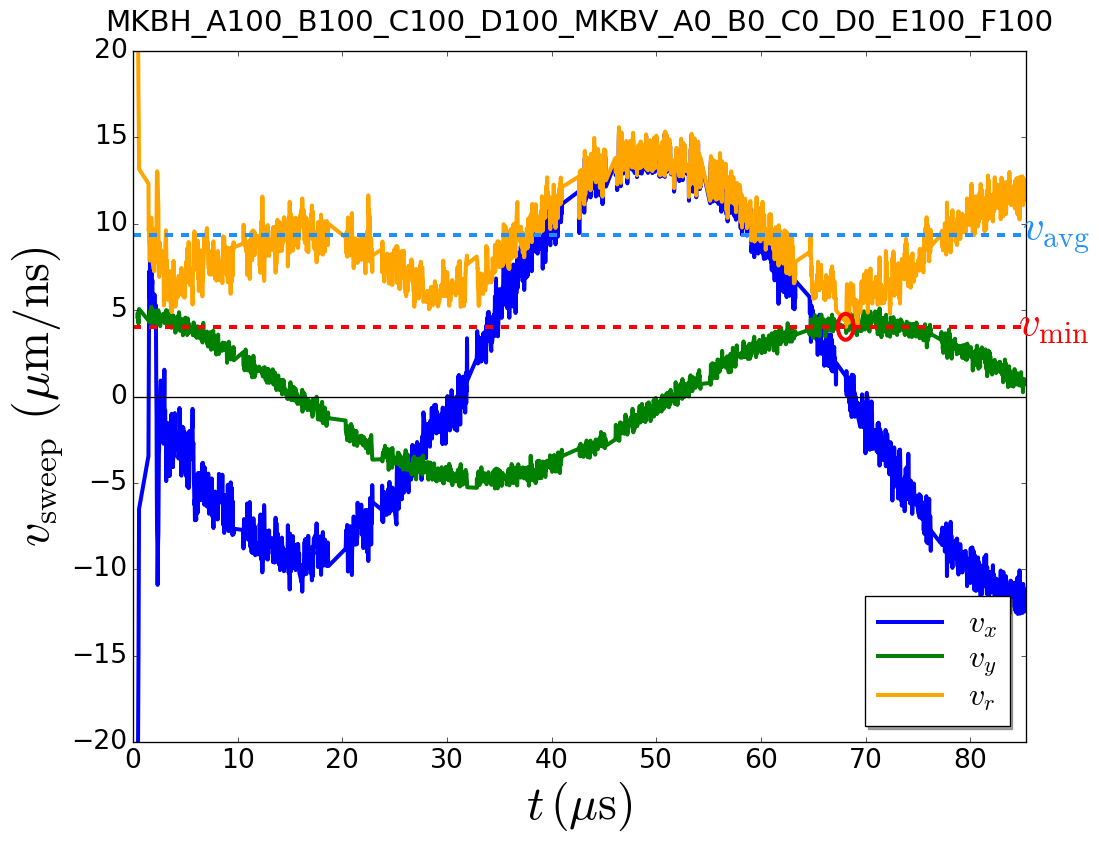 MKBH_A100_B100_C100_D100_MKBV_A0_B0_C0_D0_E100_F100
20
15
10
5
0
−5
−10
−15
−20
v_sweep (μm/ns)
v_avg
v_min
v_x
v_y
v_r
0 10 20 30 40 50 60 70 80
t (μs)